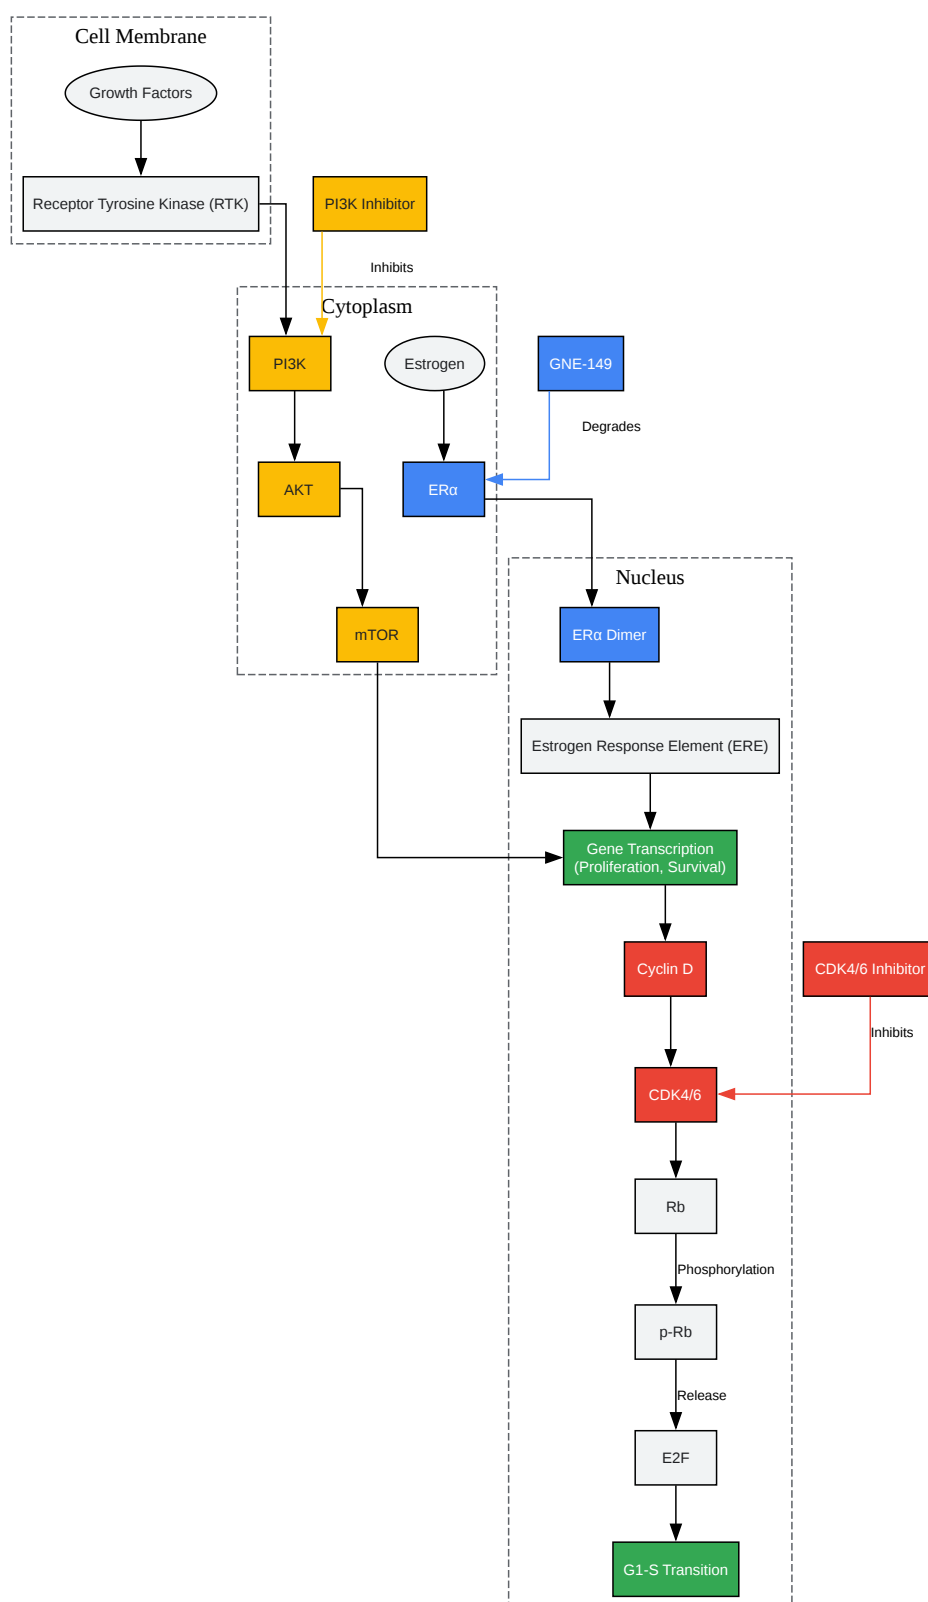 Cell Membrane
Growth Factors
Receptor Tyrosine Kinase (RTK)
PI3K Inhibitor
Inhibits
Cytoplasm
PI3K
Estrogen
GNE-149
Degrades
AKT
ERα
Nucleus
mTOR
ERα Dimer
Estrogen Response Element (ERE)
Gene Transcription
(Proliferation, Survival)
Cyclin D
CDK4/6 Inhibitor
Inhibits
CDK4/6
Rb
Phosphorylation
p-Rb
Release
E2F
G1-S Transition